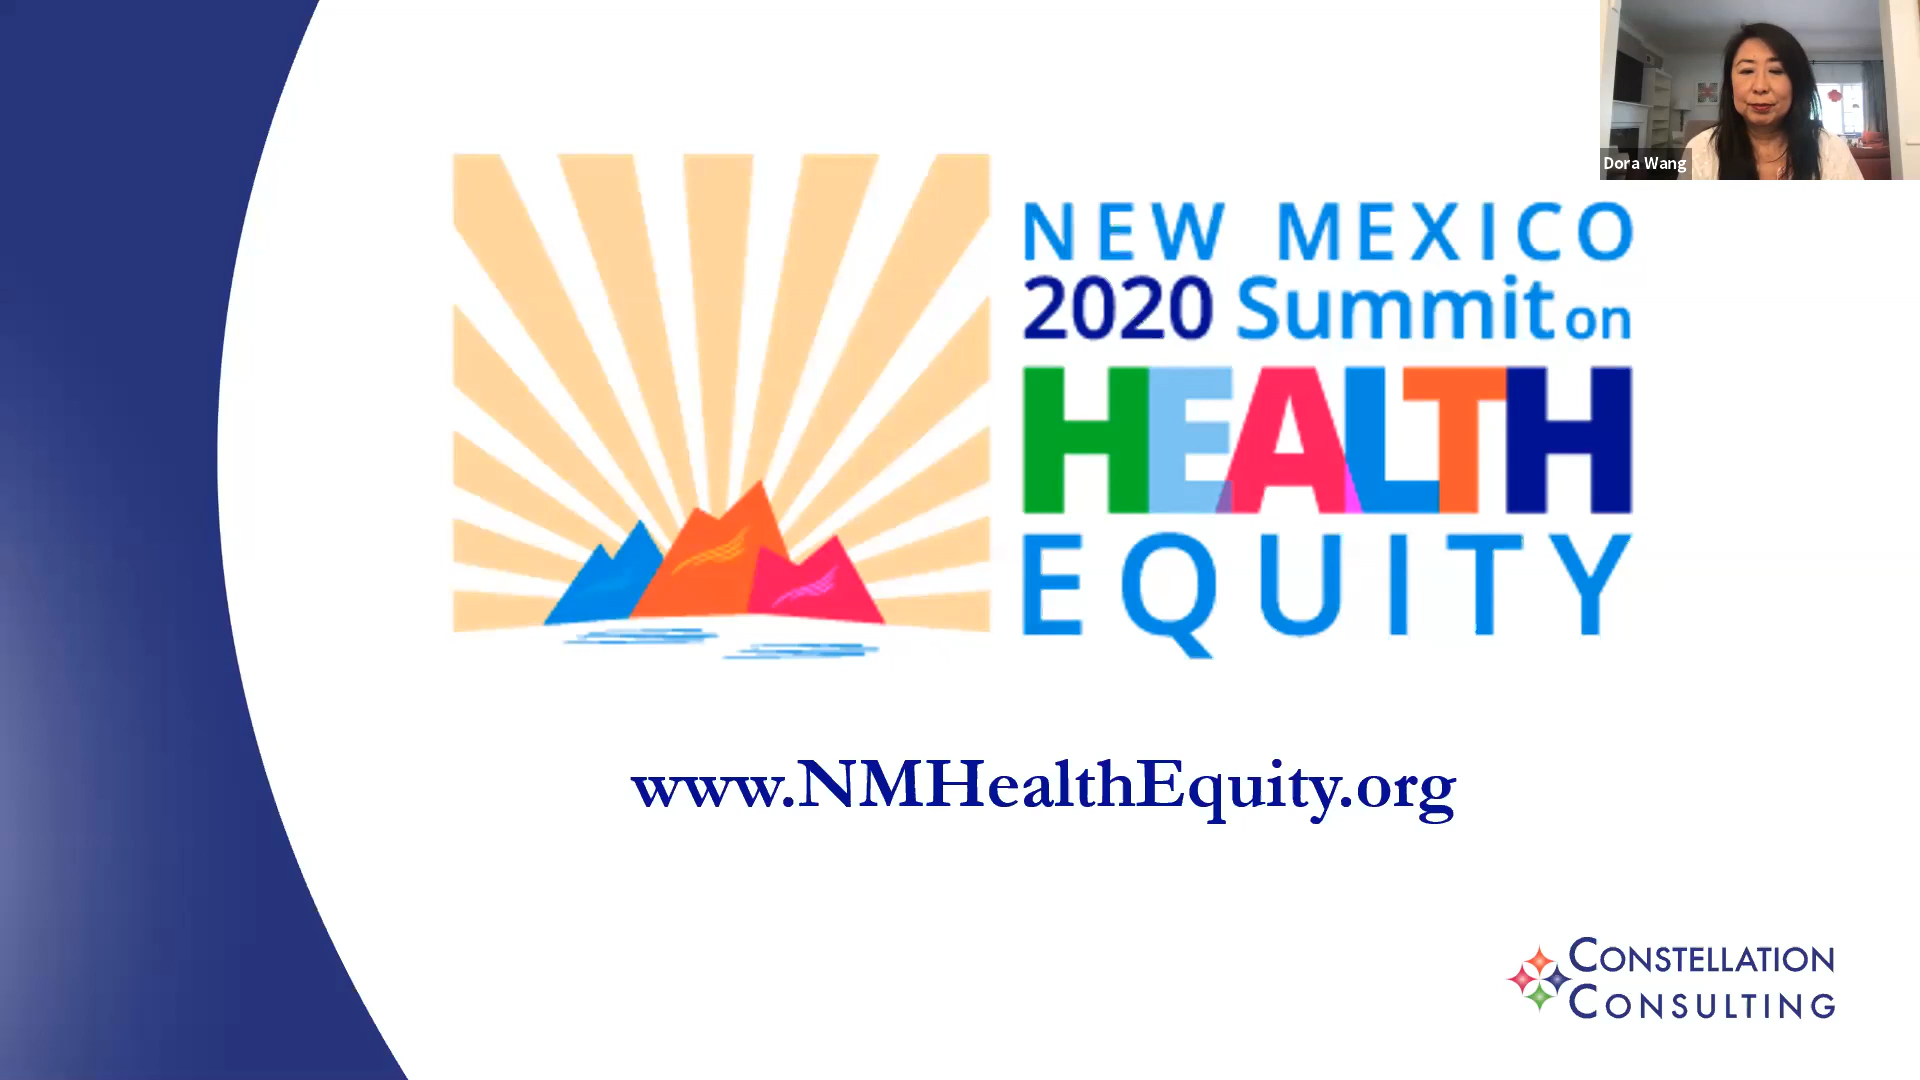 Dora Wang
NEW MEXICO
2020 Summit on
HEALTH
EQUITY
www.NMHealthEquity.org
CONSTELLATION
CONSULTING